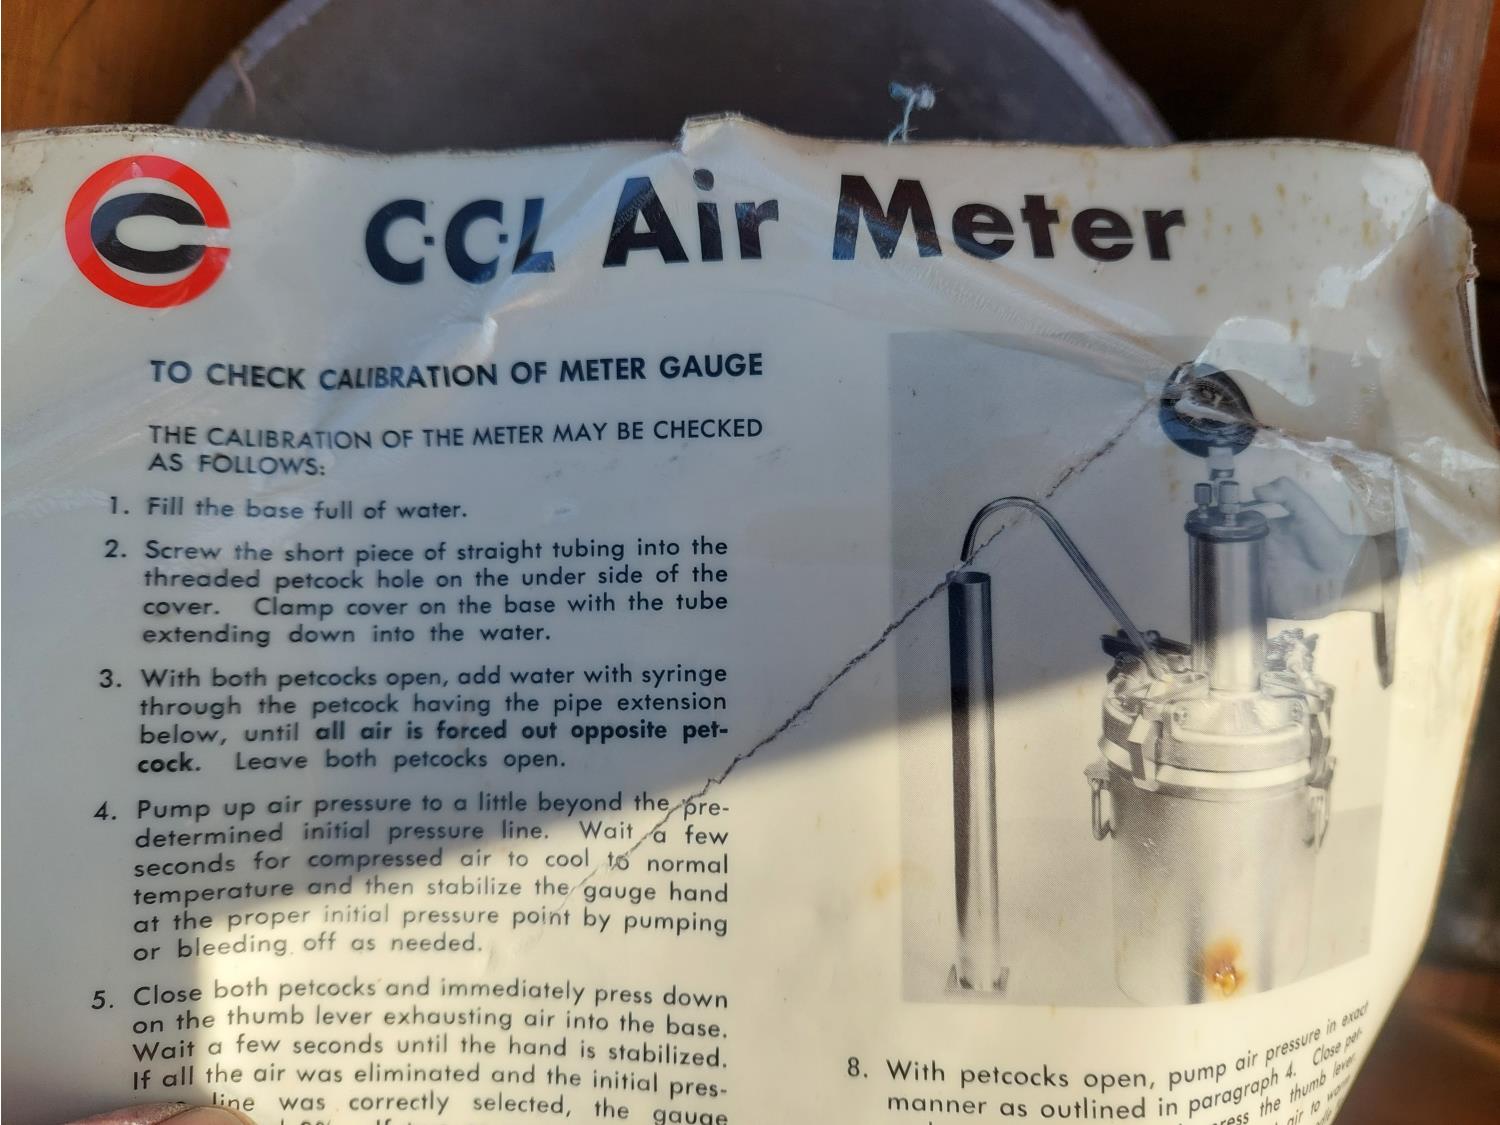 C·C·L Air Meter
TO CHECK CALIBRATION OF METER GAUGE
THE CALIBRATION OF THE METER MAY BE CHECKED
AS FOLLOWS:
1. Fill the base full of water.
2. Screw the short piece of straight tubing into the
threaded petcock hole on the under side of the
cover. Clamp cover on the base with the tube
extending down into the water.
3. With both petcocks open, add water with syringe
through the petcock having the pipe extension
below, until all air is forced out opposite pet-
cock. Leave both petcocks open.
4. Pump up air pressure to a little beyond the pre-
determined initial pressure line. Wait a few
seconds for compressed air to cool to normal
temperature and then stabilize the gauge hand
at the proper initial pressure point by pumping
or bleeding off as needed.
5. Close both petcocks and immediately press down
on the thumb lever exhausting air into the base.
Wait a few seconds until the hand is stabilized.
If all the air was eliminated and the initial pres-
line was correctly selected, the gauge
8. With petcocks open, pump air pressure in exact
manner as outlined in paragraph 4. Close pet-
press the thumb lever
air to